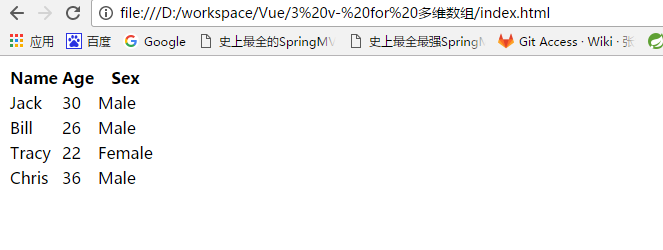 file:///D:/workspace/Vue/3%20v-%20for%20多维数组/index.html
应用 百度 Google 史上最全的SpringM 史上最全最强Spring Git Access · Wiki · 张
Name Age Sex
Jack 30 Male
Bill 26 Male
Tracy 22 Female
Chris 36 Male